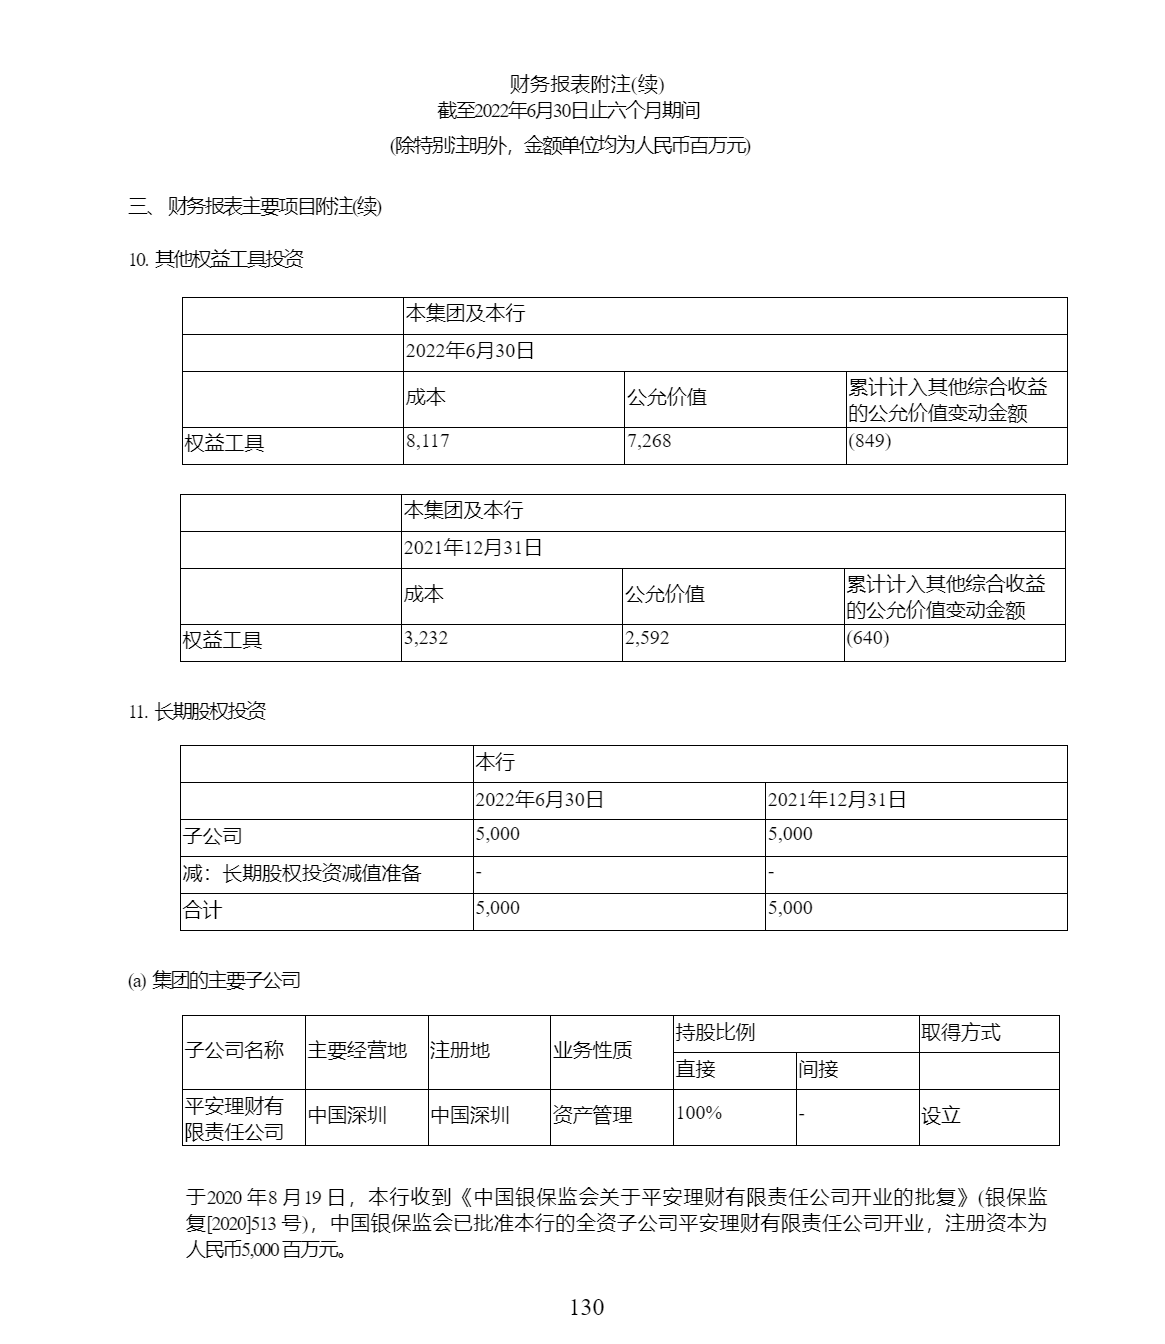 财务报表附注(续)
截至2022年6月30日止六个月期间
(除特别注明外，金额单位均为人民币百万元)
三、 财务报表主要项目附注(续)
10. 其他权益工具投资
本集团及本行
2022年6月30日
成本 公允价值 累计计入其他综合收益
的公允价值变动金额
权益工具 8,117 7,268 (849)
本集团及本行
2021年12月31日
成本 公允价值 累计计入其他综合收益
的公允价值变动金额
权益工具 3,232 2,592 (640)
11. 长期股权投资
本行
2022年6月30日 2021年12月31日
子公司 5,000 5,000
减：长期股权投资减值准备 - -
合计 5,000 5,000
(a) 集团的主要子公司
子公司名称 主要经营地 注册地 业务性质 持股比例 取得方式
直接 间接
平安理财有
限责任公司 中国深圳 中国深圳 资产管理 100% - 设立
于2020 年8 月19 日，本行收到《中国银保监会关于平安理财有限责任公司开业的批复》(银保监
复[2020]513 号)，中国银保监会已批准本行的全资子公司平安理财有限责任公司开业，注册资本为
人民币5,000 百万元。
130